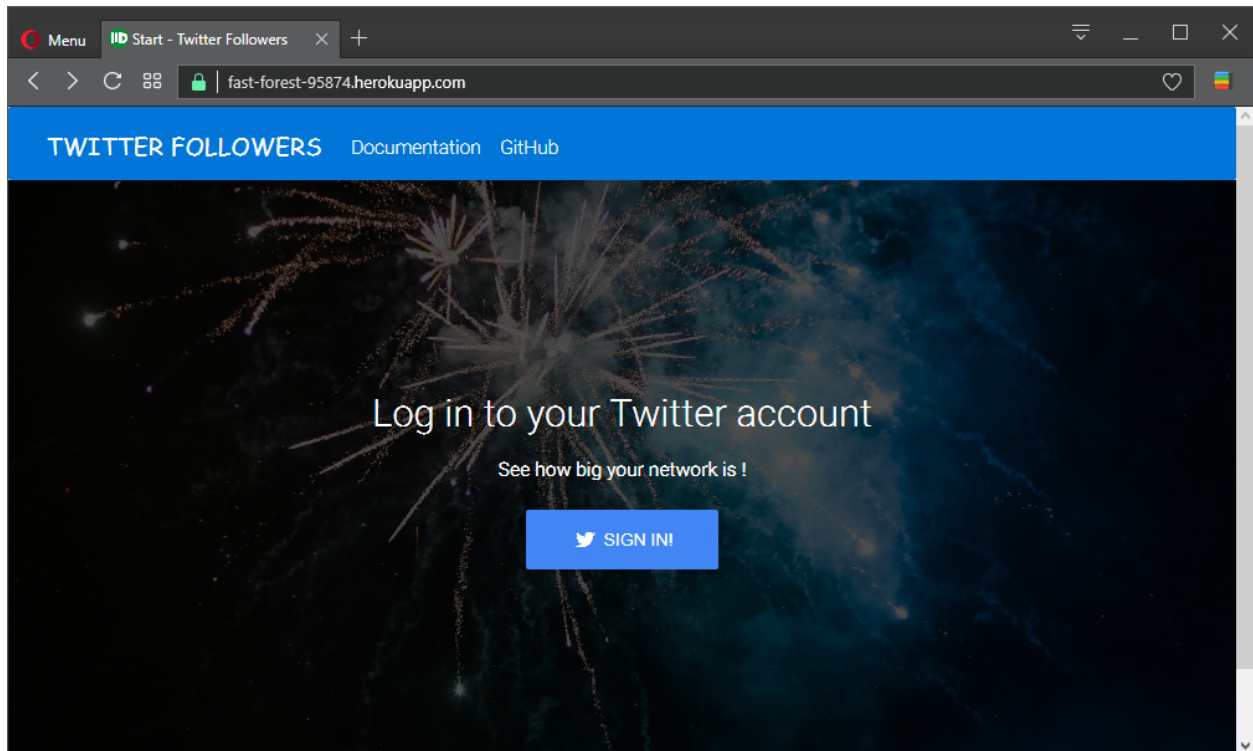 Menu
Start - Twitter Followers
fast-forest-95874.herokuapp.com
TWITTER FOLLOWERS Documentation GitHub
Log in to your Twitter account
See how big your network is !
SIGN IN!